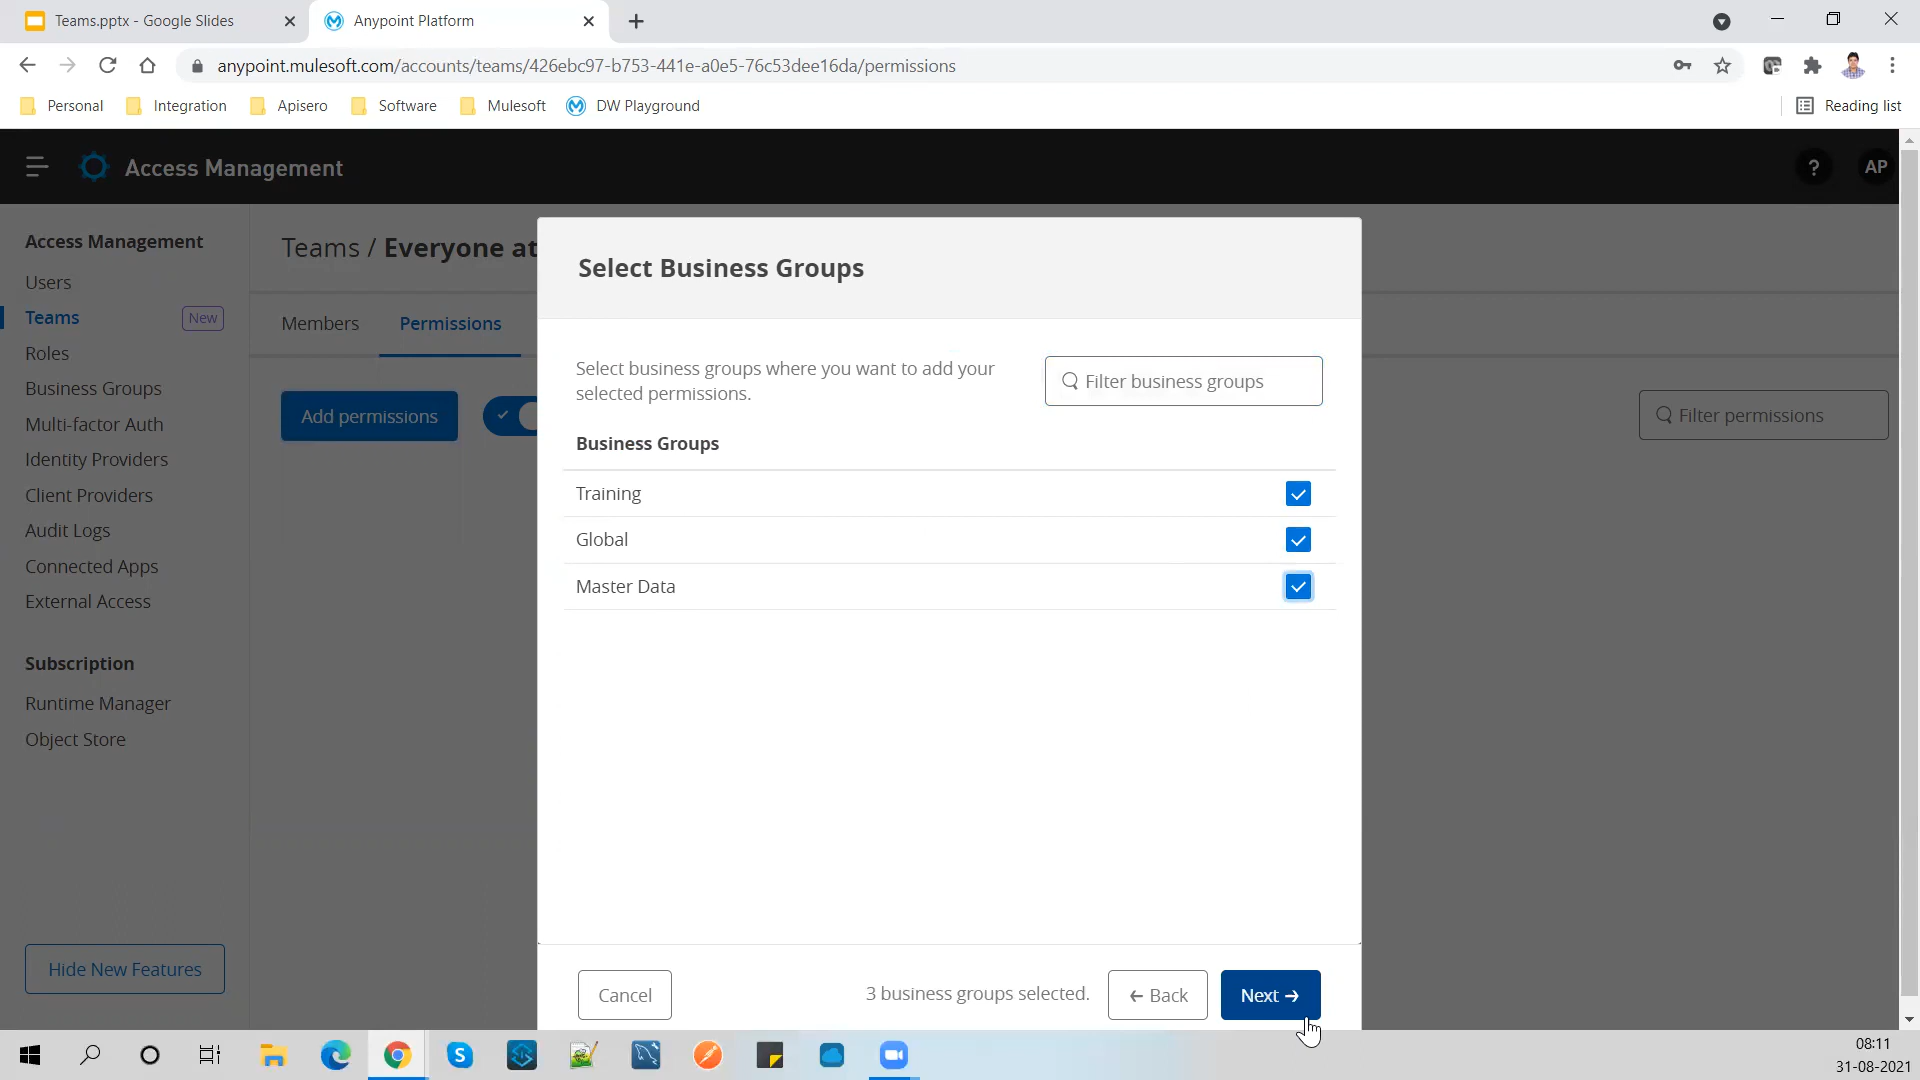 Teams.pptx - Google Slides
Anypoint Platform
anypoint.mulesoft.com/accounts/teams/426ebc97-b753-441e-a0e5-76c53dee16da/permissions
Personal
Integration
Apisero
Software
Mulesoft
DW Playground
Reading list
Access Management
?
AP
Access Management
Users
Teams
New
Roles
Business Groups
Multi-factor Auth
Identity Providers
Client Providers
Audit Logs
Connected Apps
External Access
Subscription
Runtime Manager
Object Store
Hide New Features
Teams / Everyone at
Members
Permissions
Add permissions
Filter permissions
Select Business Groups
Select business groups where you want to add your
selected permissions.
Filter business groups
Business Groups
Training
Global
Master Data
Cancel
3 business groups selected.
← Back
Next →
08:11
31-08-2021